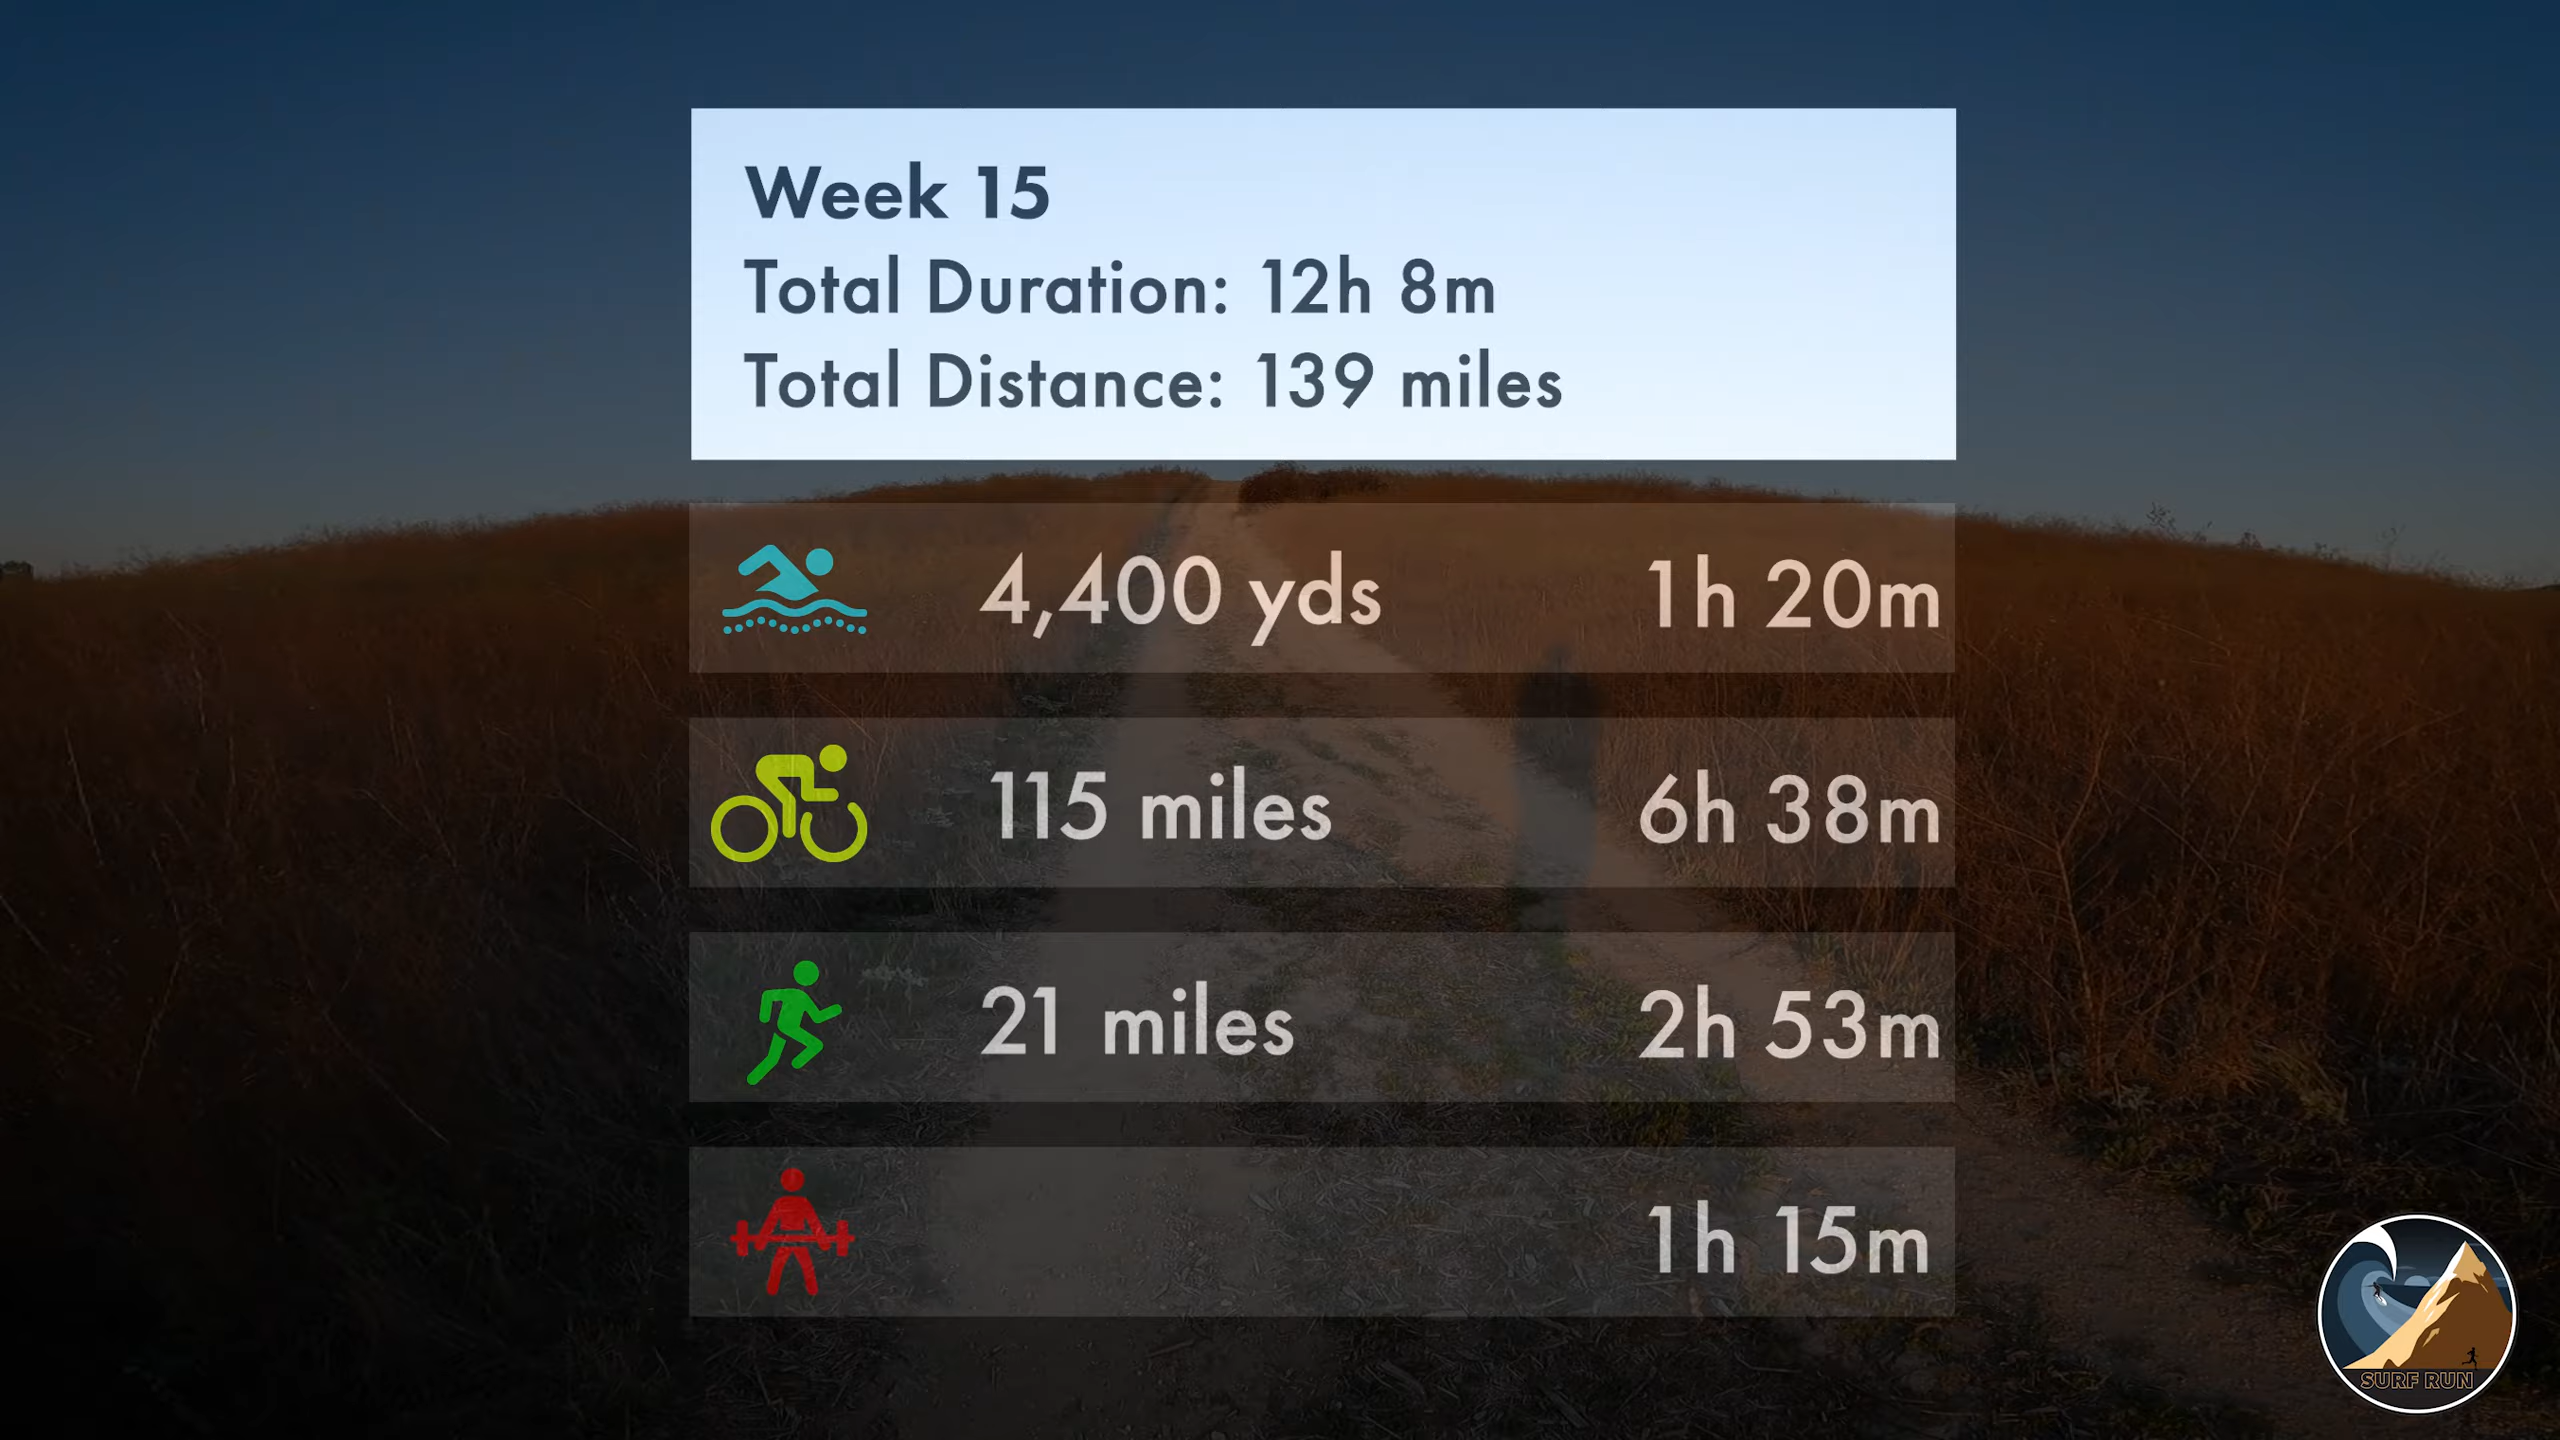 Week 15
Total Duration: 12h 8m
Total Distance: 139 miles
4,400 yds 1h 20m
115 miles 6h 38m
21 miles 2h 53m
1h 15m
SURF RUN